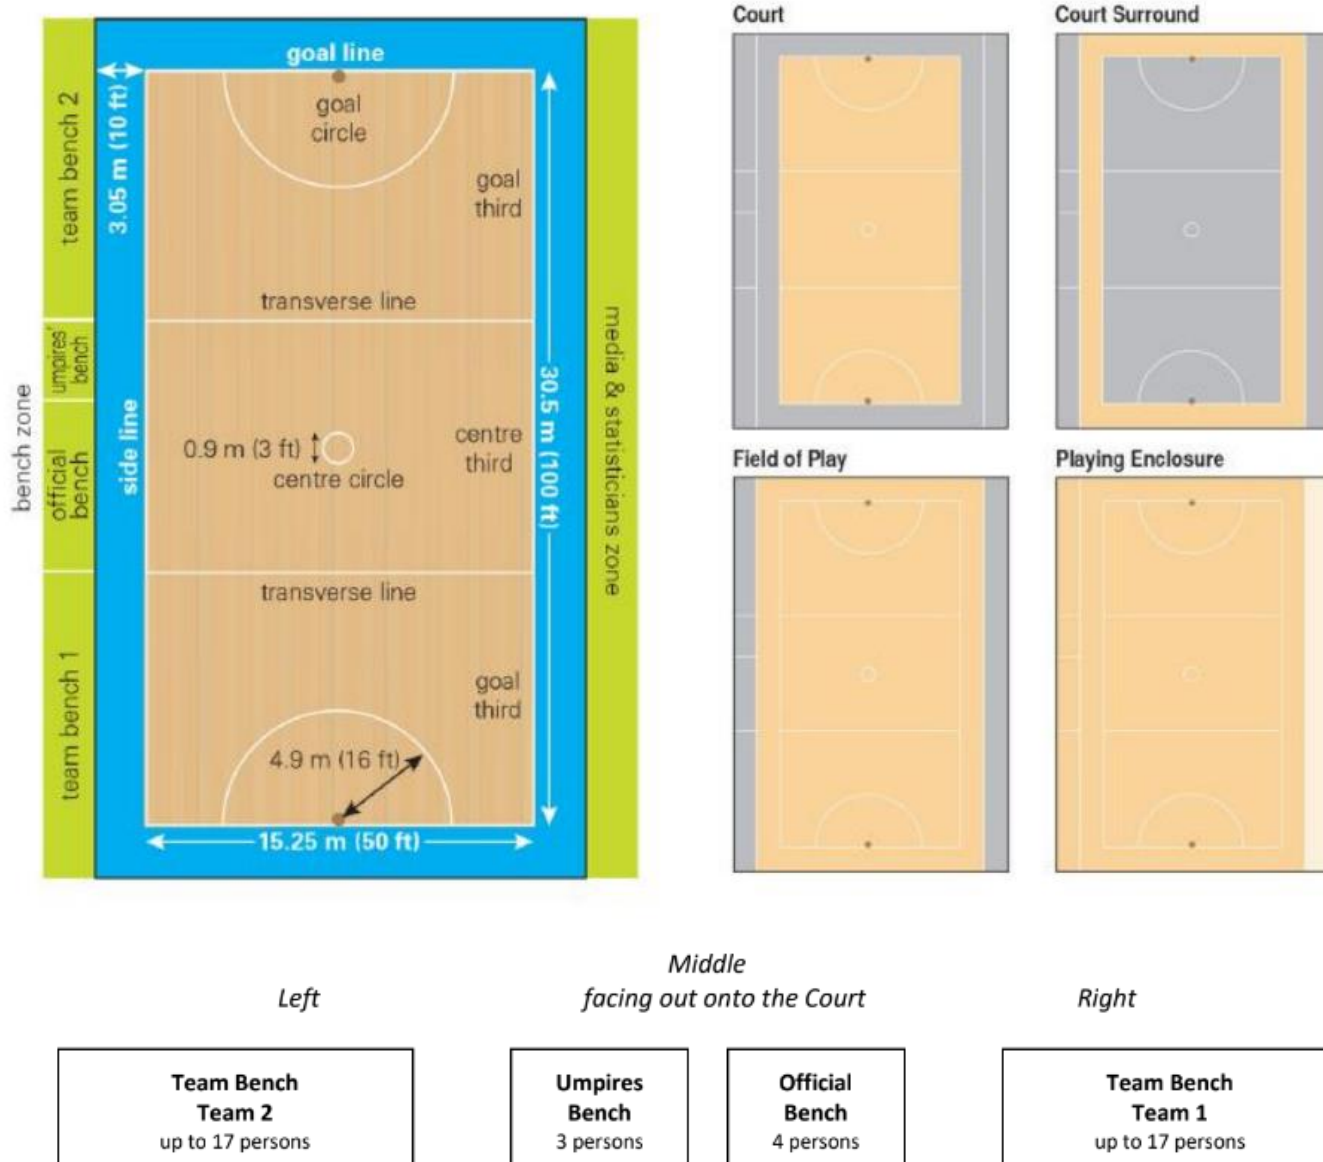 goal line
goal
circle
goal
third
3.05 m (10 ft)
team bench 2
transverse line
umpires'
bench
bench zone
official
bench
side line
0.9 m (3 ft)
centre circle
centre
third
30.5 m (100 ft)
media & statisticians zone
transverse line
goal
third
team bench 1
4.9 m (16 ft)
15.25 m (50 ft)
Court
Court Surround
Field of Play
Playing Enclosure
Left
Middle
facing out onto the Court
Right
Team Bench
Team 2
up to 17 persons
Umpires
Bench
3 persons
Official
Bench
4 persons
Team Bench
Team 1
up to 17 persons